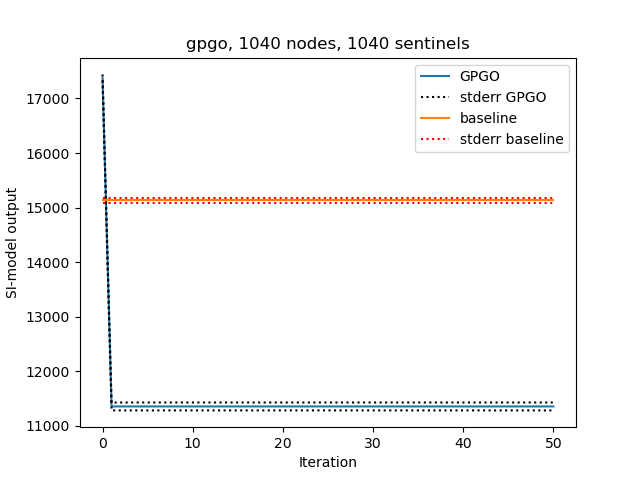 gpgo, 1040 nodes, 1040 sentinels
GPGO
stderr GPGO
baseline
stderr baseline
17000
16000
15000
14000
13000
12000
11000
SI-model output
0 10 20 30 40 50
Iteration